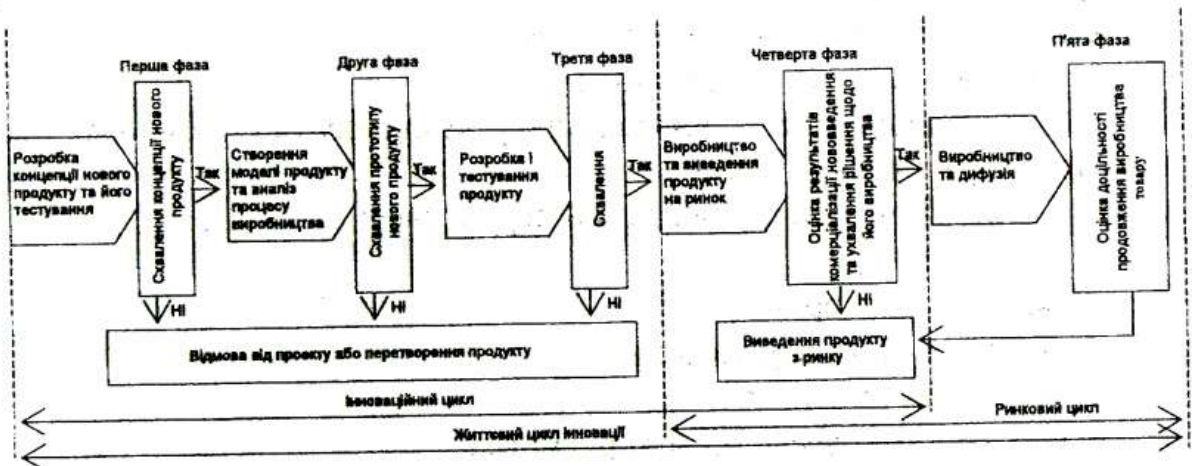 Перша фаза
Друга фаза
Третя фаза
Четверта фаза
П'ята фаза
Розробка
концепції нового
продукту та його
тестування
Схвалення концепції нового
продукту
Так
Створення
моделі продукту
та аналіз
процесу
виробництва
Схвалення прототипу
нового продукту
Так
Розробка і
тестування
продукту
Схвалення
Так
Виробництво
та виведення
продукту
на ринок
Оцінка результатів
комерціалізації нововведення
та ухвалення рішення щодо
його виробництва
Так
Виробництво
та дифузія
Оцінка доцільності
продовження виробництва
товару
НІ
НІ
НІ
НІ
Відмова від проекту або перетворення продукту
Виведення продукту
з ринку
Інноваційний цикл
Ринковий цикл
Життєвий цикл інновації